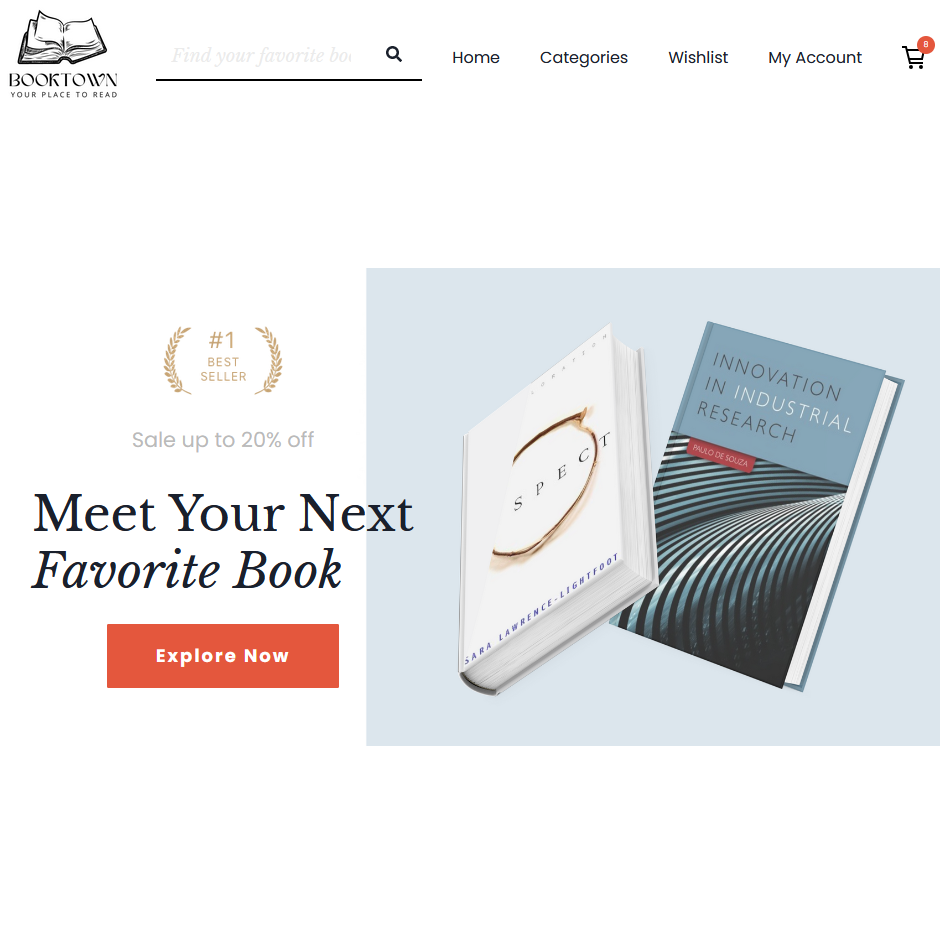 BOOKTOWN
YOUR PLACE TO READ
Find your favorite bo
Home
Categories
Wishlist
My Account
8
#1
BEST
SELLER
Sale up to 20% off
Meet Your Next
Favorite Book
Explore Now
SPECT
SARA LAWRENCE-LIGHTFOOT
INNOVATION
IN INDUSTRIAL
RESEARCH
PAULO DE SOUZA